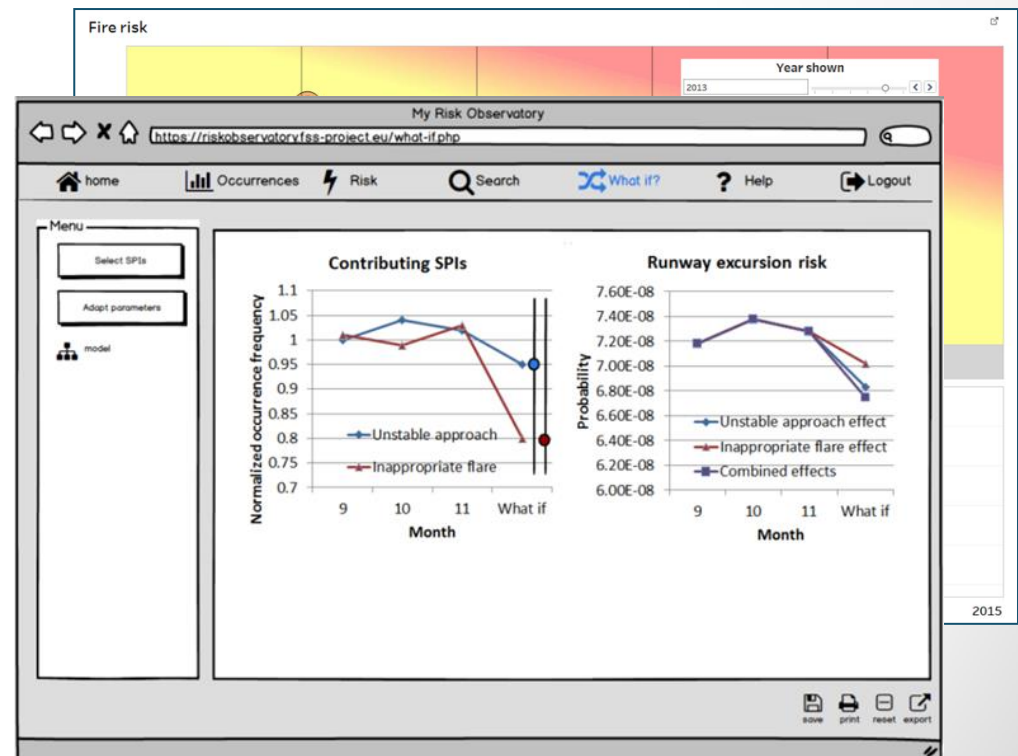 Fire risk
Year shown
2013
My Risk Observatory
https://riskobservatoryfss-project.eu/what-if.php
home
Occurrences
Risk
Search
What if?
Help
Logout
Menu
Select SPIs
Adapt parameters
model
Contributing SPIs
Normalized occurrence frequency
1.1
1.05
1
0.95
0.9
0.85
0.8
0.75
0.7
Unstable approach
Inappropriate flare
9 10 11 What if
Month
Runway excursion risk
Probability
7.60E-08
7.40E-08
7.20E-08
7.00E-08
6.80E-08
6.60E-08
6.40E-08
6.20E-08
6.00E-08
Unstable approach effect
Inappropriate flare effect
Combined effects
9 10 11 What if
Month
2015
save print reset export